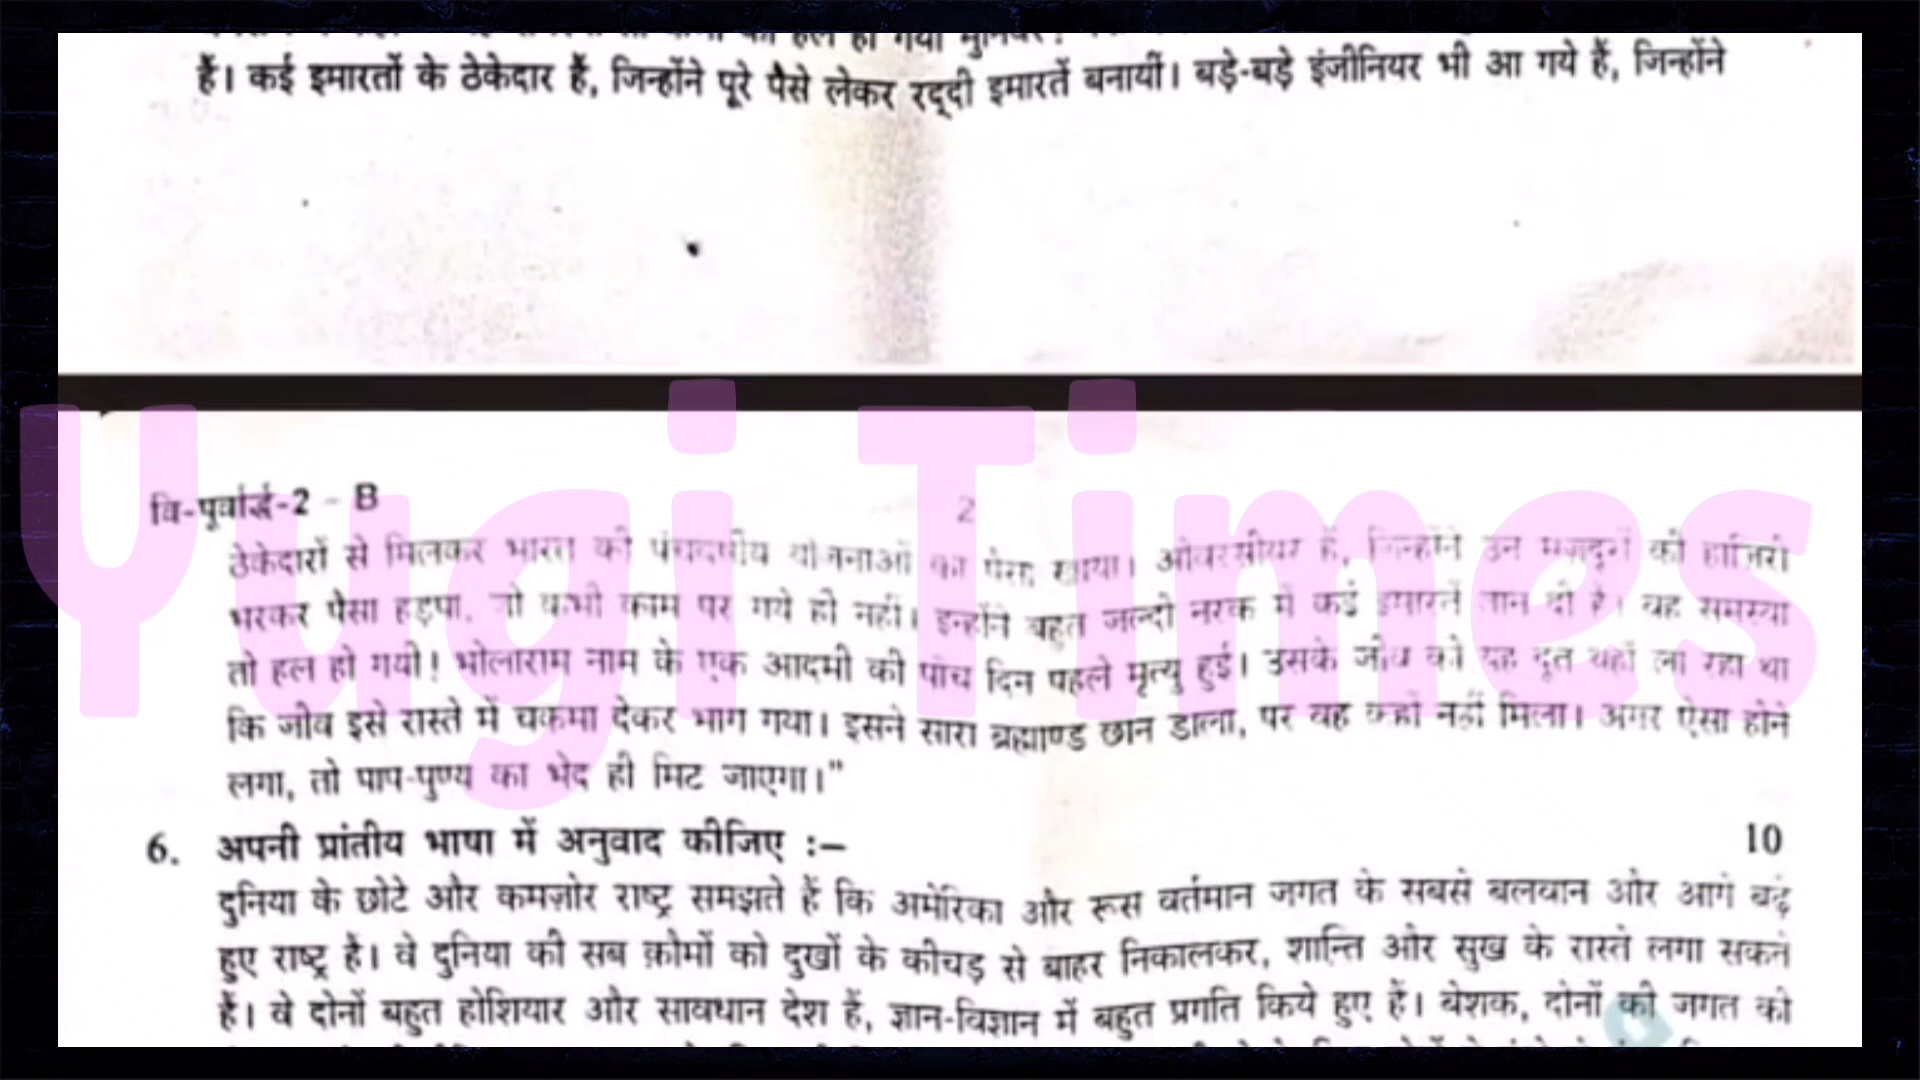 हल हो गयी
हैं। कई इमारतों के ठेकेदार हैं, जिन्होंने पूरे पैसे लेकर रद्दी इमारतें बनायीं। बड़े-बड़े इंजीनियर भी आ गये हैं, जिन्होंने
वि-पूर्वार्द्ध-2 - B
2
ठेकेदारों से मिलकर भारत की पंचवर्षीय योजनाओं का पैसा खाया। ओवरसीयर हैं, जिन्होंने उन मज़दूरों की हाजिरी
भरकर पैसा हड़पा, जो कभी काम पर गये ही नहीं। इन्होंने बहुत जल्दी नरक में कई इमारतें तान दी हैं। वह समस्या
तो हल हो गयी! भोलाराम नाम के एक आदमी की पांच दिन पहले मृत्यु हुई। उसके जीव को यह दूत यहाँ ला रहा था
कि जीव इसे रास्ते में चकमा देकर भाग गया। इसने सारा ब्रह्माण्ड छान डाला, पर वह कहीं नहीं मिला। अगर ऐसा होने
लगा, तो पाप-पुण्य का भेद ही मिट जाएगा।"
6. अपनी प्रांतीय भाषा में अनुवाद कीजिए :– 10
दुनिया के छोटे और कमज़ोर राष्ट्र समझते हैं कि अमेरिका और रूस वर्तमान जगत के सबसे बलवान और आगे बढ़े
हुए राष्ट्र हैं। वे दुनिया की सब क़ौमों को दुखों के कीचड़ से बाहर निकालकर, शान्ति और सुख के रास्ते लगा सकते
हैं। वे दोनों बहुत होशियार और सावधान देश हैं, ज्ञान-विज्ञान में बहुत प्रगति किये हुए हैं। बेशक, दोनों की जगत को
Yugi Times